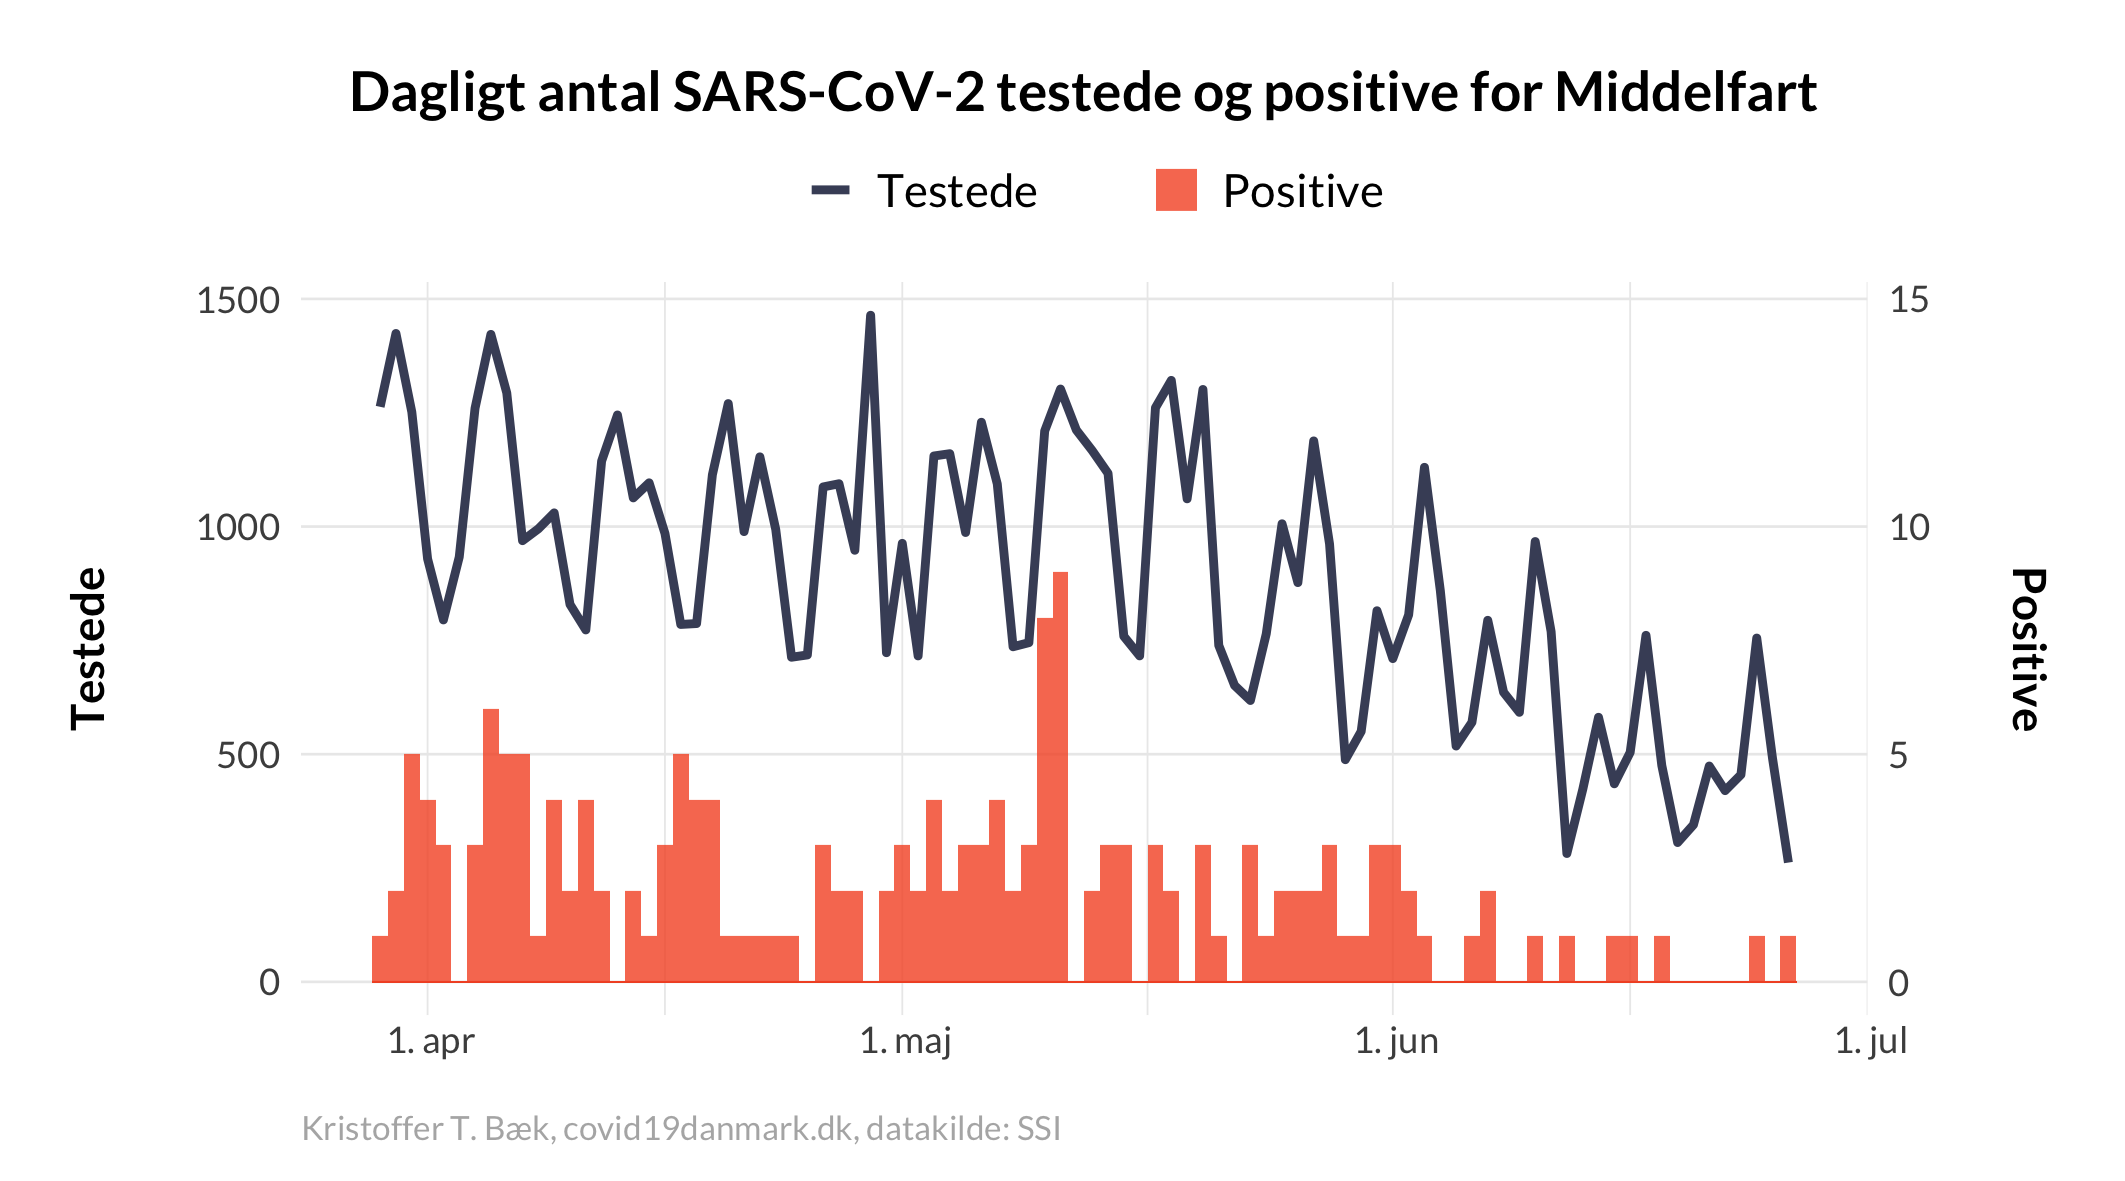 Dagligt antal SARS-CoV-2 testede og positive for Middelfart
Testede
Positive
1500
1000
500
0
Testede
15
10
5
0
Positive
1. apr
1. maj
1. jun
1. jul
Kristoffer T. Bæk, covid19danmark.dk, datakilde: SSI